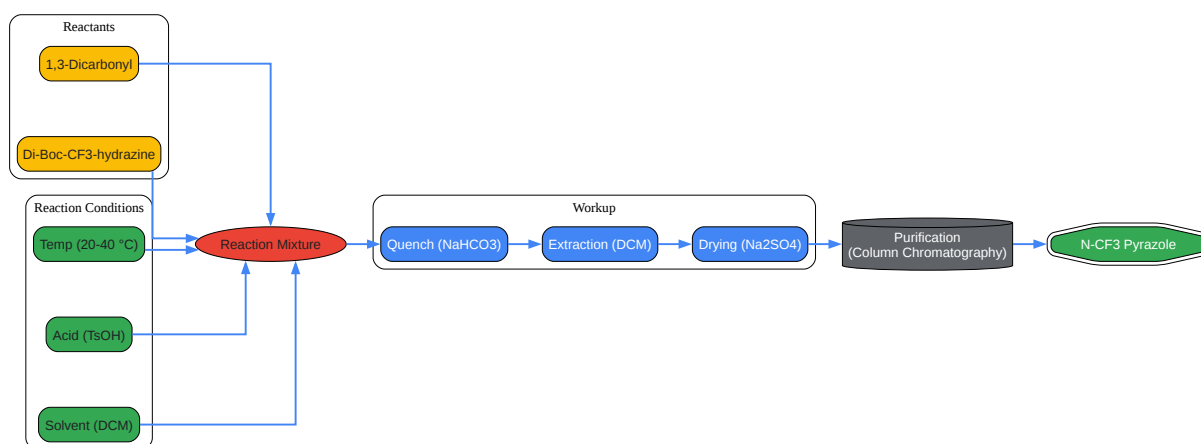 Reactants
1,3-Dicarbonyl
Di-Boc-CF3-hydrazine
Reaction Conditions
Temp (20-40 °C)
Acid (TsOH)
Solvent (DCM)
Reaction Mixture
Workup
Quench (NaHCO3)
Extraction (DCM)
Drying (Na2SO4)
Purification
(Column Chromatography)
N-CF3 Pyrazole